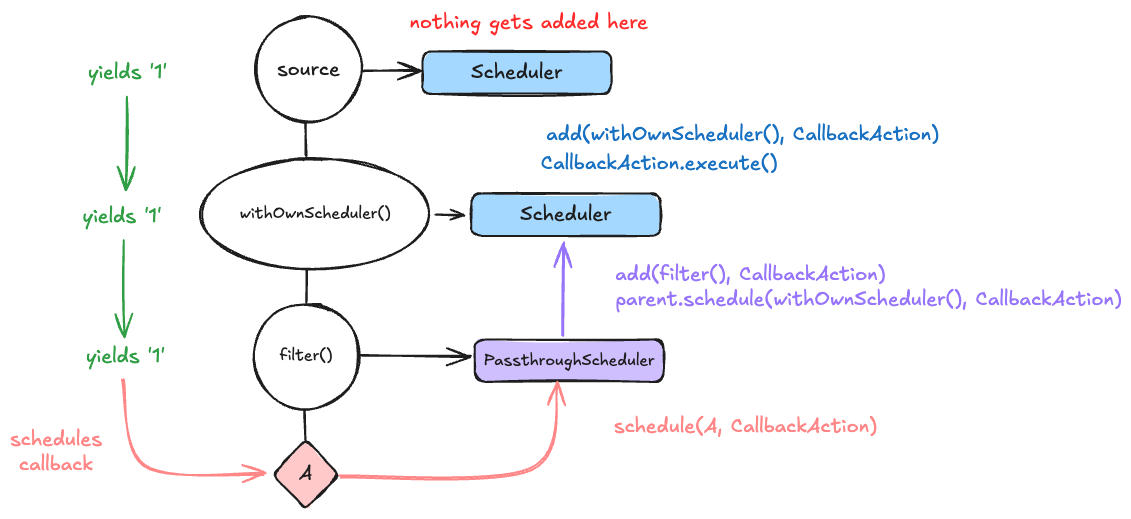 nothing gets added here
yields '1'
source
Scheduler
add(withOwnScheduler(), CallbackAction)
CallbackAction.execute()
yields '1'
withOwnScheduler()
Scheduler
add(filter(), CallbackAction)
parent.schedule(withOwnScheduler(), CallbackAction)
yields '1'
filter()
PassthroughScheduler
schedule(A, CallbackAction)
schedules
callback
A